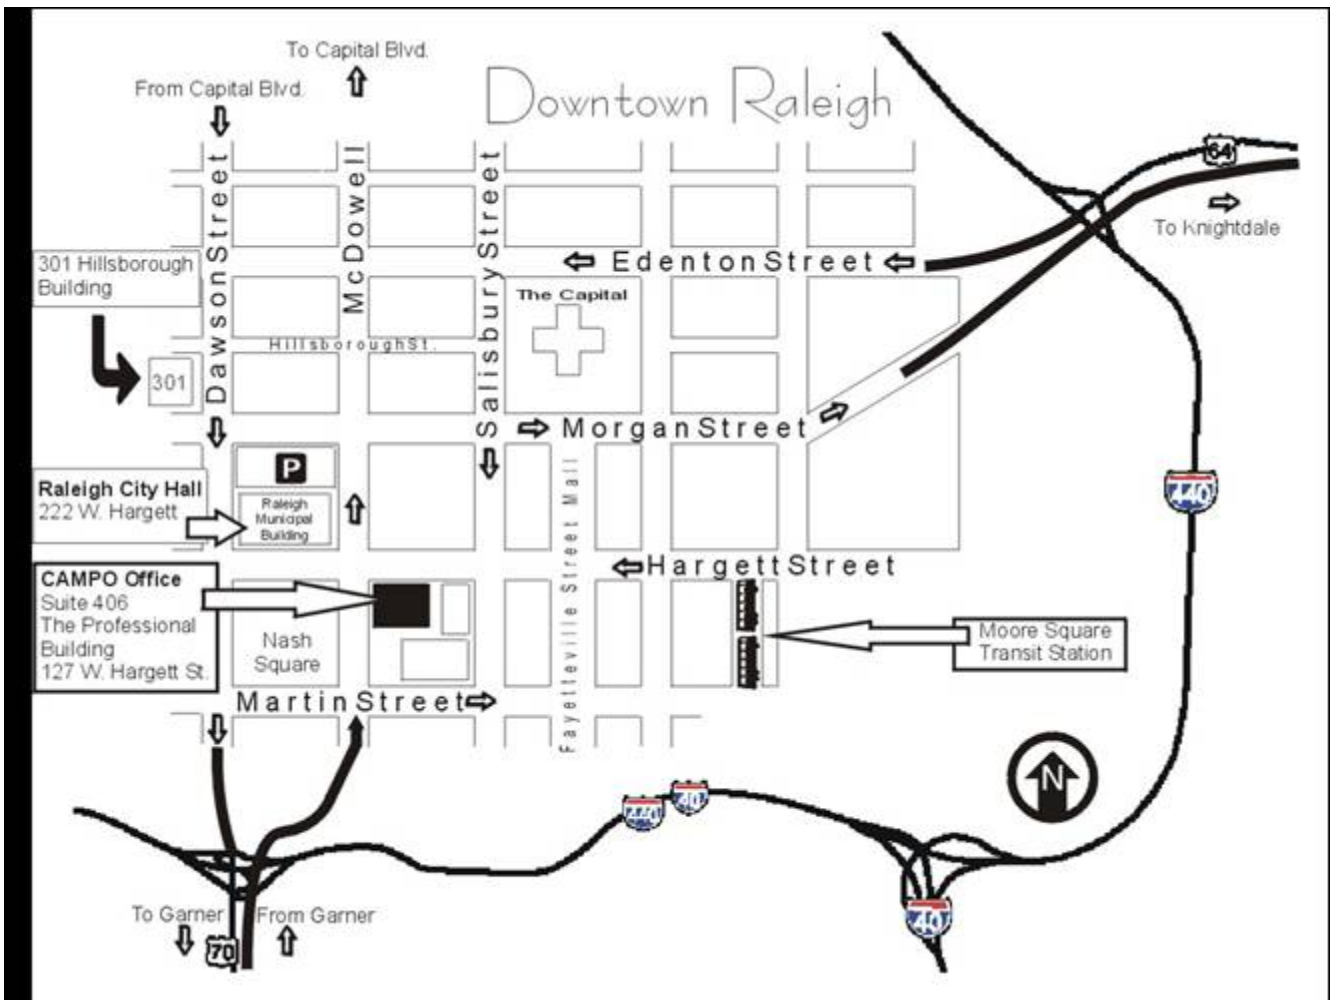 To Capital Blvd.
From Capital Blvd.
Downtown Raleigh
64
To Knightdale
Dawson Street
McDowell
Salisbury Street
301 Hillsborough
Building
Edenton Street
The Capital
Hillsborough St.
301
Morgan Street
P
Raleigh City Hall
222 W. Hargett
Raleigh
Municipal
Building
440
Fayetteville Street Mall
Hargett Street
CAMPO Office
Suite 406
The Professional
Building
127 W. Hargett St.
Nash
Square
Moore Square
Transit Station
Martin Street
N
440
40
To Garner
From Garner
70
40